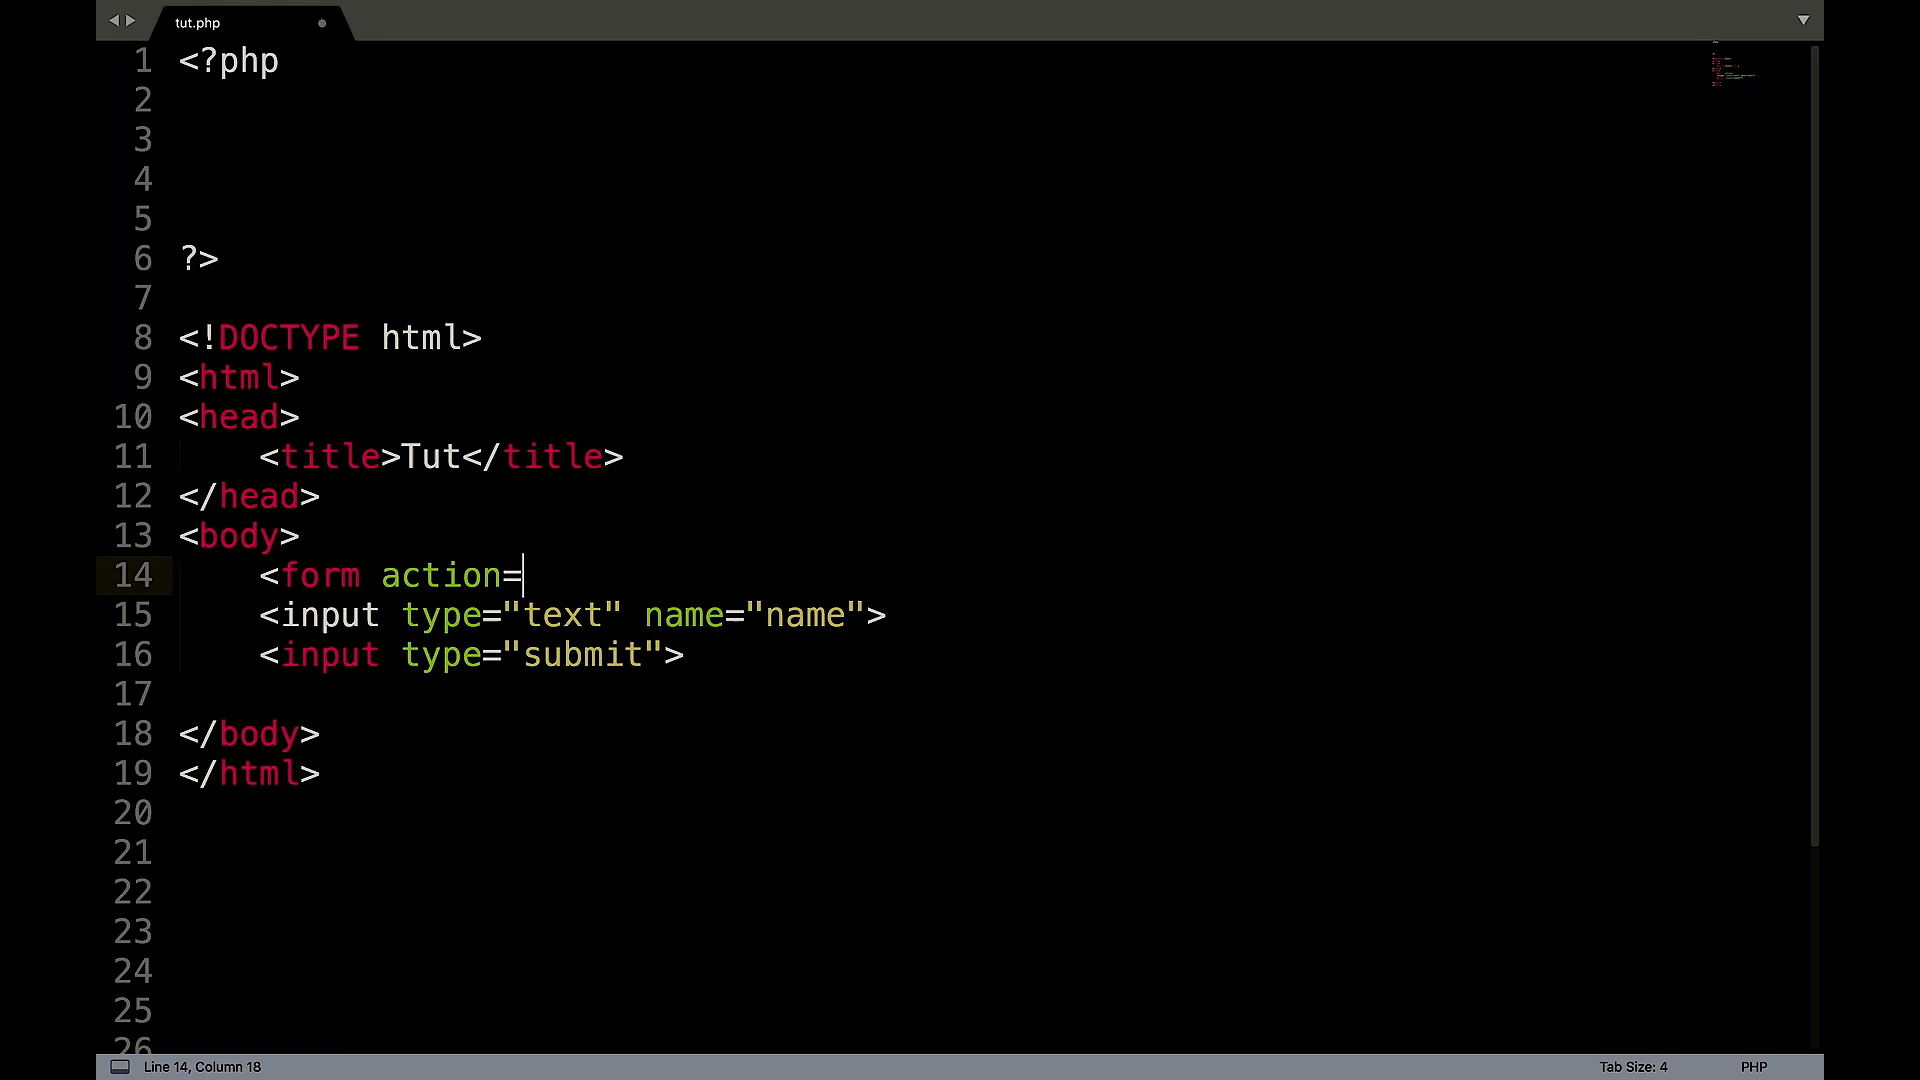 tut.php
1 <?php
2
3
4
5
6 ?>
7
8 <!DOCTYPE html>
9 <html>
10 <head>
11     <title>Tut</title>
12 </head>
13 <body>
14     <form action=
15     <input type="text" name="name">
16     <input type="submit">
17
18 </body>
19 </html>
20
21
22
23
24
25
26
Line 14, Column 18 Tab Size: 4 PHP